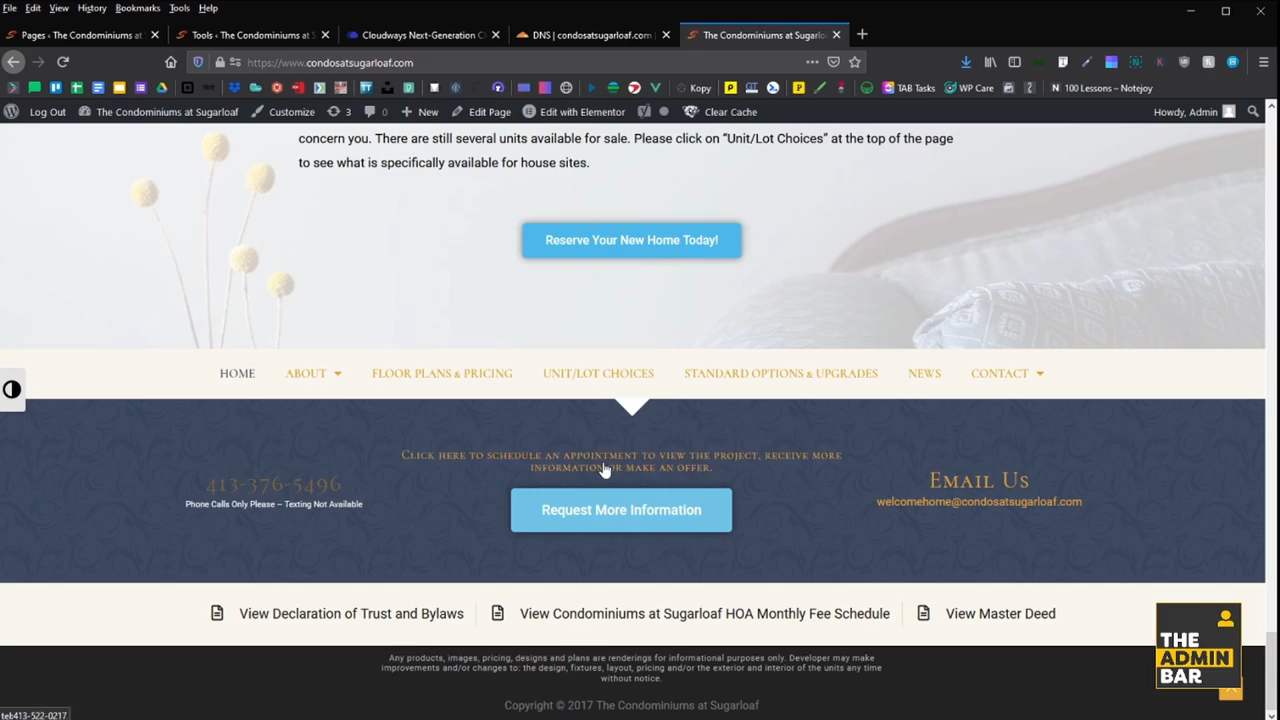 File Edit View History Bookmarks Tools Help
Pages ‹ The Condominiums at Tools ‹ The Condominiums at S Cloudways Next-Generation C DNS | condosatsugarloaf.com The Condominiums at Sugarlo
https://www.condosatsugarloaf.com
Kopy TAB Tasks WP Care 100 Lessons – Notejoy
Log Out The Condominiums at Sugarloaf Customize 3 New Edit Page Edit with Elementor Clear Cache Howdy, Admin
concern you. There are still several units available for sale. Please click on “Unit/Lot Choices” at the top of the page
to see what is specifically available for house sites.
Reserve Your New Home Today!
HOME ABOUT FLOOR PLANS & PRICING UNIT/LOT CHOICES STANDARD OPTIONS & UPGRADES NEWS CONTACT
Click here to schedule an appointment to view the project, receive more
information or make an offer.
413-376-5496
Phone Calls Only Please – Texting Not Available
Request More Information
Email Us
welcomehome@condosatsugarloaf.com
View Declaration of Trust and Bylaws View Condominiums at Sugarloaf HOA Monthly Fee Schedule View Master Deed
Any products, images, pricing, designs and plans are renderings for informational purposes only. Developer may make
improvements and/or changes to: the design, fixtures, layout, pricing and/or the exterior and interior of the units any time
without notice.
Copyright © 2017 The Condominiums at Sugarloaf
THE
ADMIN
BAR
tel:413-522-0217